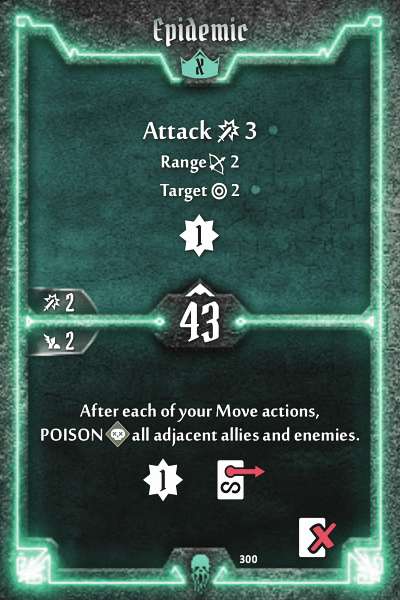 Epidemic
X
Attack 3
Range 2
Target 2
1
2
43
2
After each of your Move actions,
POISON all adjacent allies and enemies.
1
300